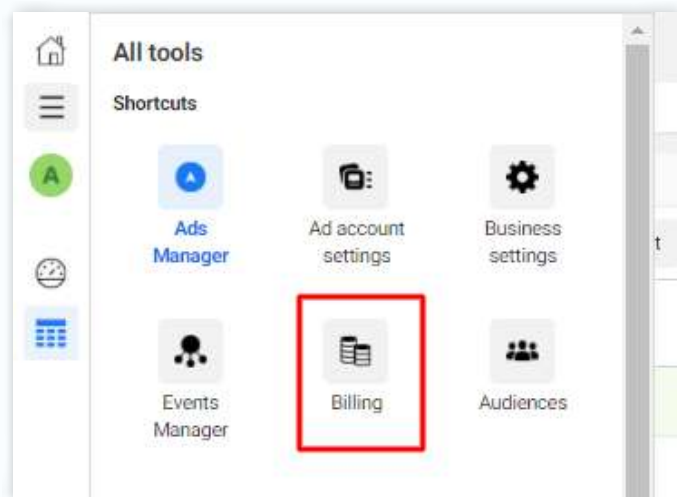 All tools
Shortcuts
A
Ads
Manager
Ad account
settings
Business
settings
t
Events
Manager
Billing
Audiences